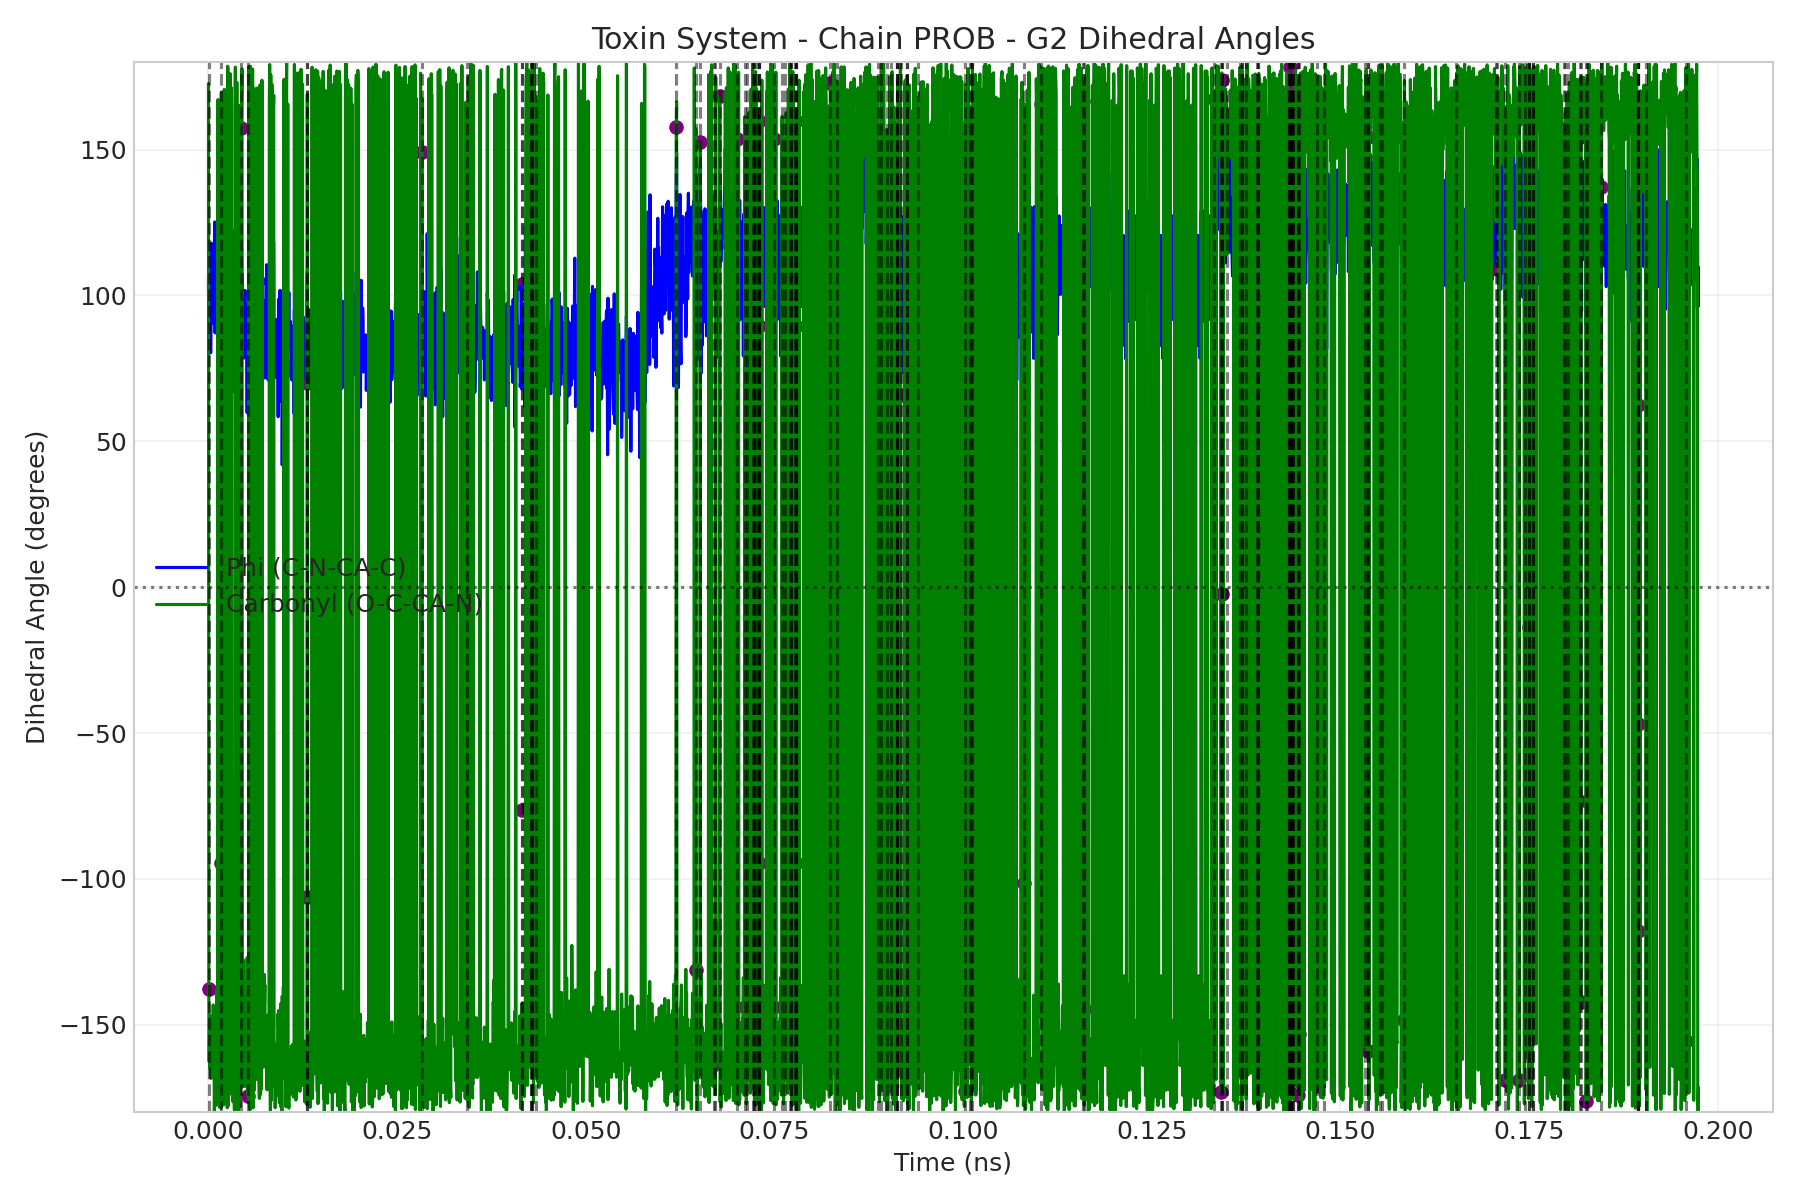 Toxin System - Chain PROB - G2 Dihedral Angles
Dihedral Angle (degrees)
150
100
50
0
−50
−100
−150
Phi (C-N-CA-C)
Carbonyl (O-C-CA-N)
0.000 0.025 0.050 0.075 0.100 0.125 0.150 0.175 0.200
Time (ns)